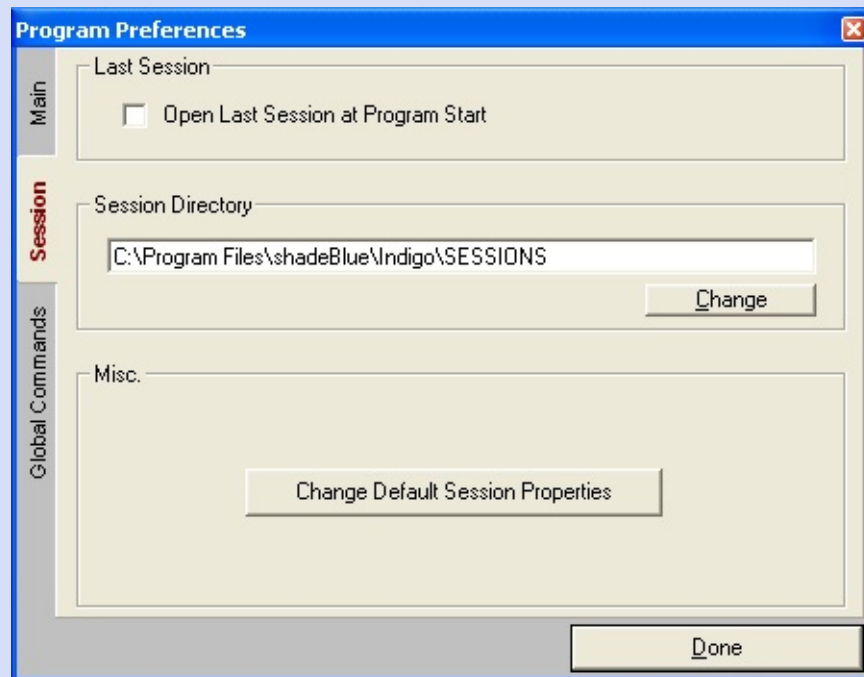 Program Preferences
Main
Session
Global Commands
Last Session
Open Last Session at Program Start
Session Directory
C:\Program Files\shadeBlue\Indigo\SESSIONS
Change
Misc.
Change Default Session Properties
Done